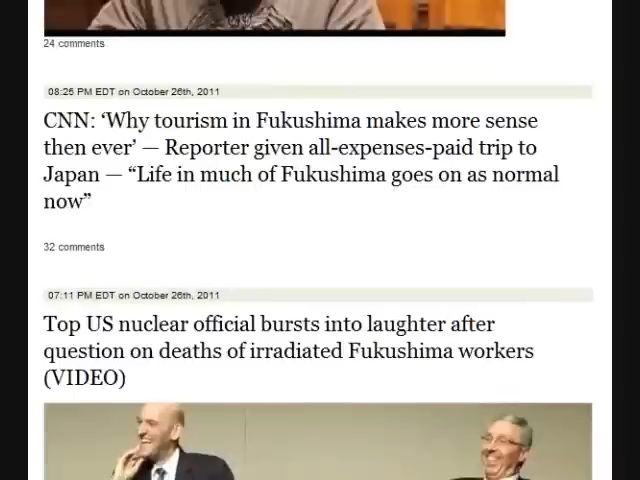 24 comments
08:25 PM EDT on October 26th, 2011
CNN: ‘Why tourism in Fukushima makes more sense
then ever’ — Reporter given all-expenses-paid trip to
Japan — “Life in much of Fukushima goes on as normal
now”
32 comments
07:11 PM EDT on October 26th, 2011
Top US nuclear official bursts into laughter after
question on deaths of irradiated Fukushima workers
(VIDEO)